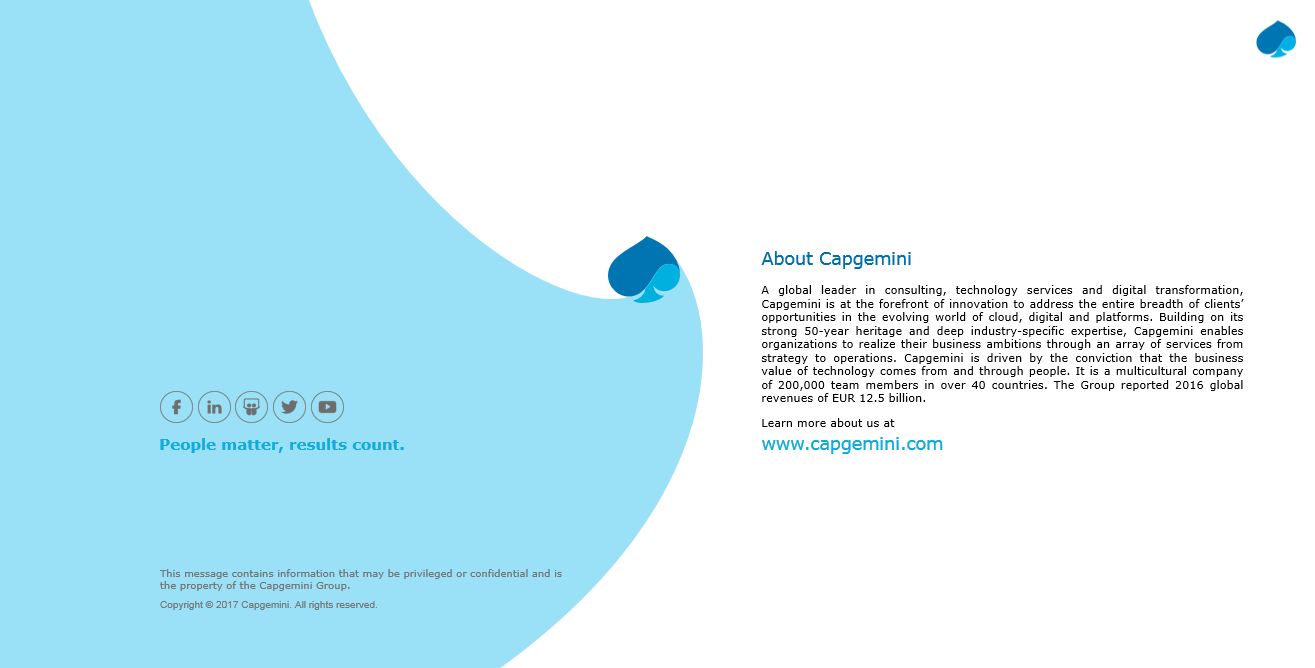 About Capgemini
A global leader in consulting, technology services and digital transformation,
Capgemini is at the forefront of innovation to address the entire breadth of clients’
opportunities in the evolving world of cloud, digital and platforms. Building on its
strong 50-year heritage and deep industry-specific expertise, Capgemini enables
organizations to realize their business ambitions through an array of services from
strategy to operations. Capgemini is driven by the conviction that the business
value of technology comes from and through people. It is a multicultural company
of 200,000 team members in over 40 countries. The Group reported 2016 global
revenues of EUR 12.5 billion.
Learn more about us at
www.capgemini.com
People matter, results count.
This message contains information that may be privileged or confidential and is
the property of the Capgemini Group.
Copyright © 2017 Capgemini. All rights reserved.